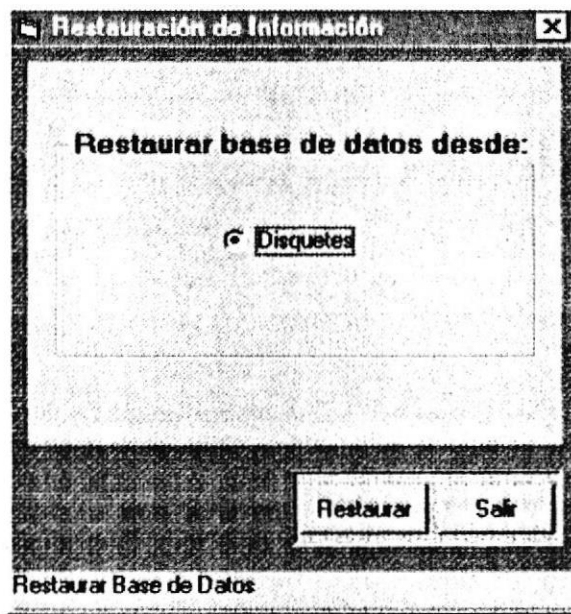 Restauración de Información
Restaurar base de datos desde:
Disquetes
Restaurar Salir
Restaurar Base de Datos